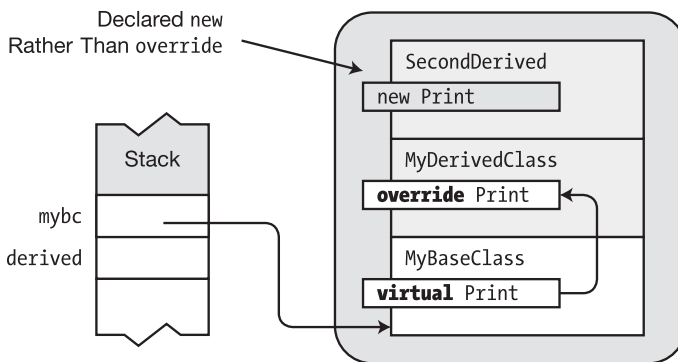 Declared new
Rather Than override
SecondDerived
new Print
Stack
MyDerivedClass
override Print
mybc
derived
MyBaseClass
virtual Print